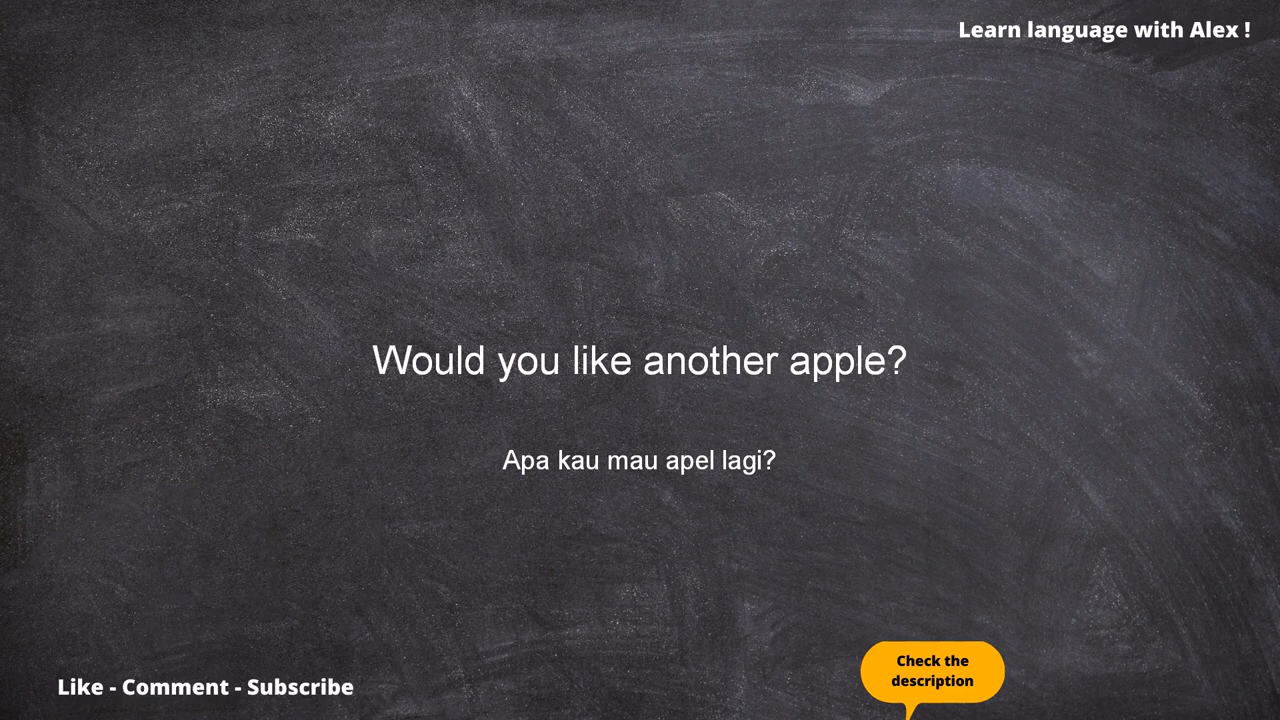 Learn language with Alex !
Would you like another apple?
Apa kau mau apel lagi?
Like - Comment - Subscribe
Check the
description